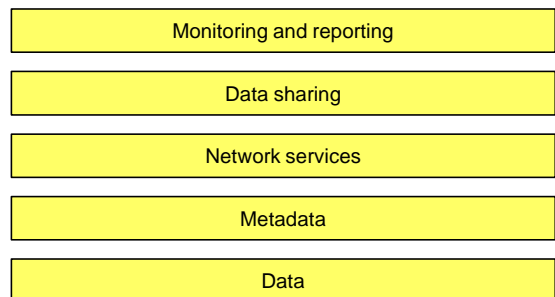 Monitoring and reporting
Data sharing
Network services
Metadata
Data